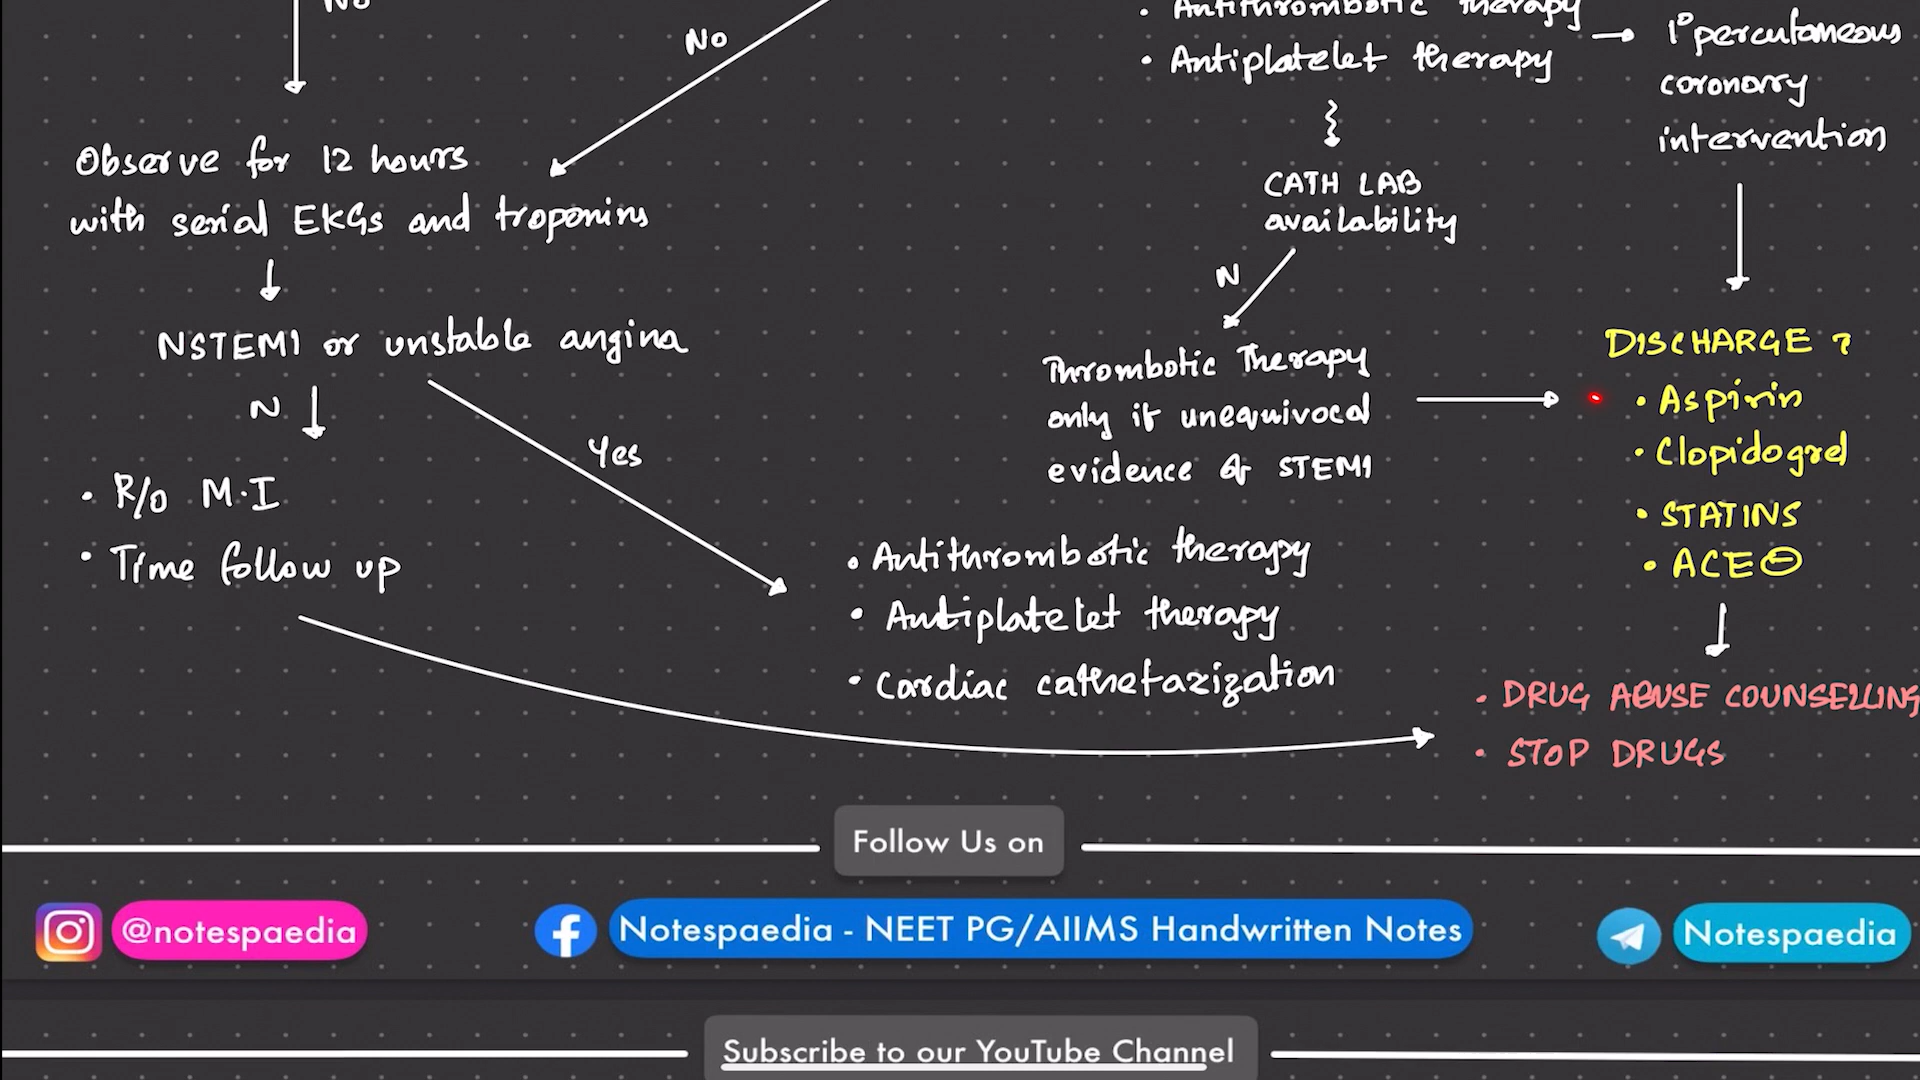 No
No
• Antithrombotic therapy
• Antiplatelet therapy
1° percutaneous
coronary
intervention
Observe for 12 hours
with serial EKGs and troponins
CATH LAB
availability
N
NSTEMI or unstable angina
N
Yes
Thrombotic Therapy
only if unequivocal
evidence of STEMI
DISCHARGE
• Aspirin
• Clopidogrel
• STATINS
• ACE⊖
• R/o M.I
• Time follow up
• Antithrombotic therapy
• Antiplatelet therapy
• Cardiac cathetazization
• DRUG ABUSE COUNSELLING
• STOP DRUGS
Follow Us on
@notespaedia
Notespaedia - NEET PG/AIIMS Handwritten Notes
Notespaedia
Subscribe to our YouTube Channel